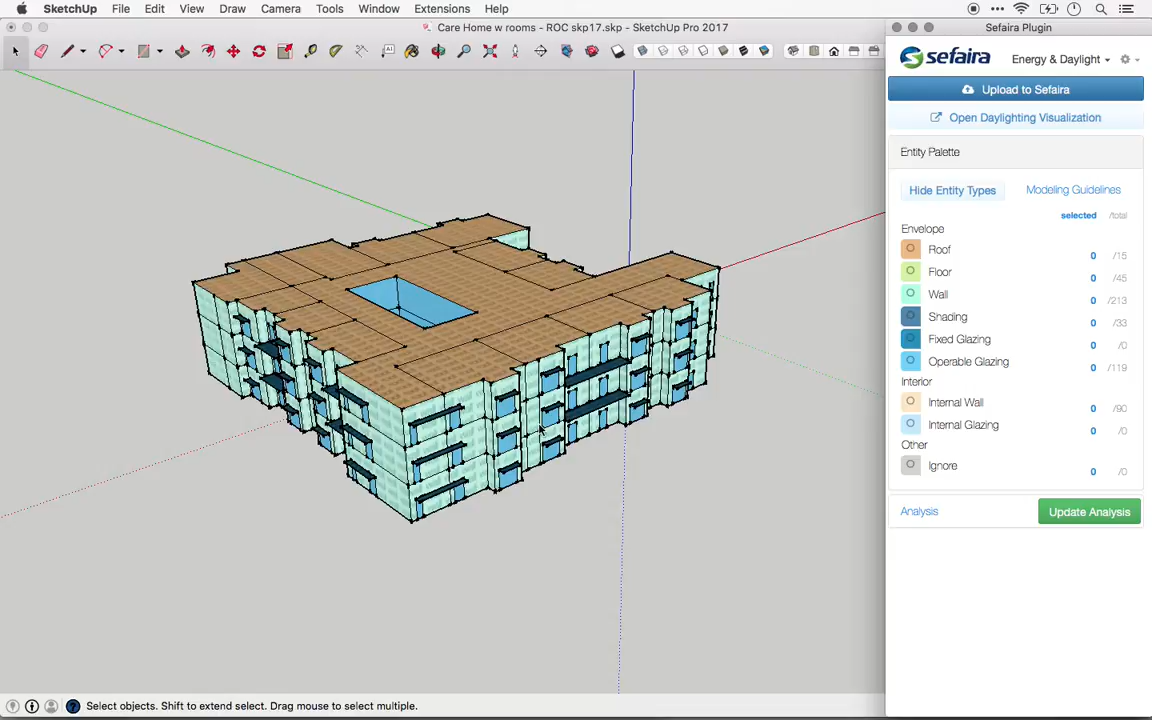 SketchUp File Edit View Draw Camera Tools Window Extensions Help
Care Home w rooms - ROC skp17.skp - SketchUp Pro 2017
Sefaira Plugin
sefaira Energy & Daylight
Upload to Sefaira
Open Daylighting Visualization
Entity Palette
Hide Entity Types Modeling Guidelines
selected /total
Envelope
Roof 0 /15
Floor 0 /45
Wall 0 /213
Shading 0 /33
Fixed Glazing 0 /0
Operable Glazing 0 /119
Interior
Internal Wall 0 /90
Internal Glazing 0 /0
Other
Ignore 0 /0
Analysis Update Analysis
Select objects. Shift to extend select. Drag mouse to select multiple.